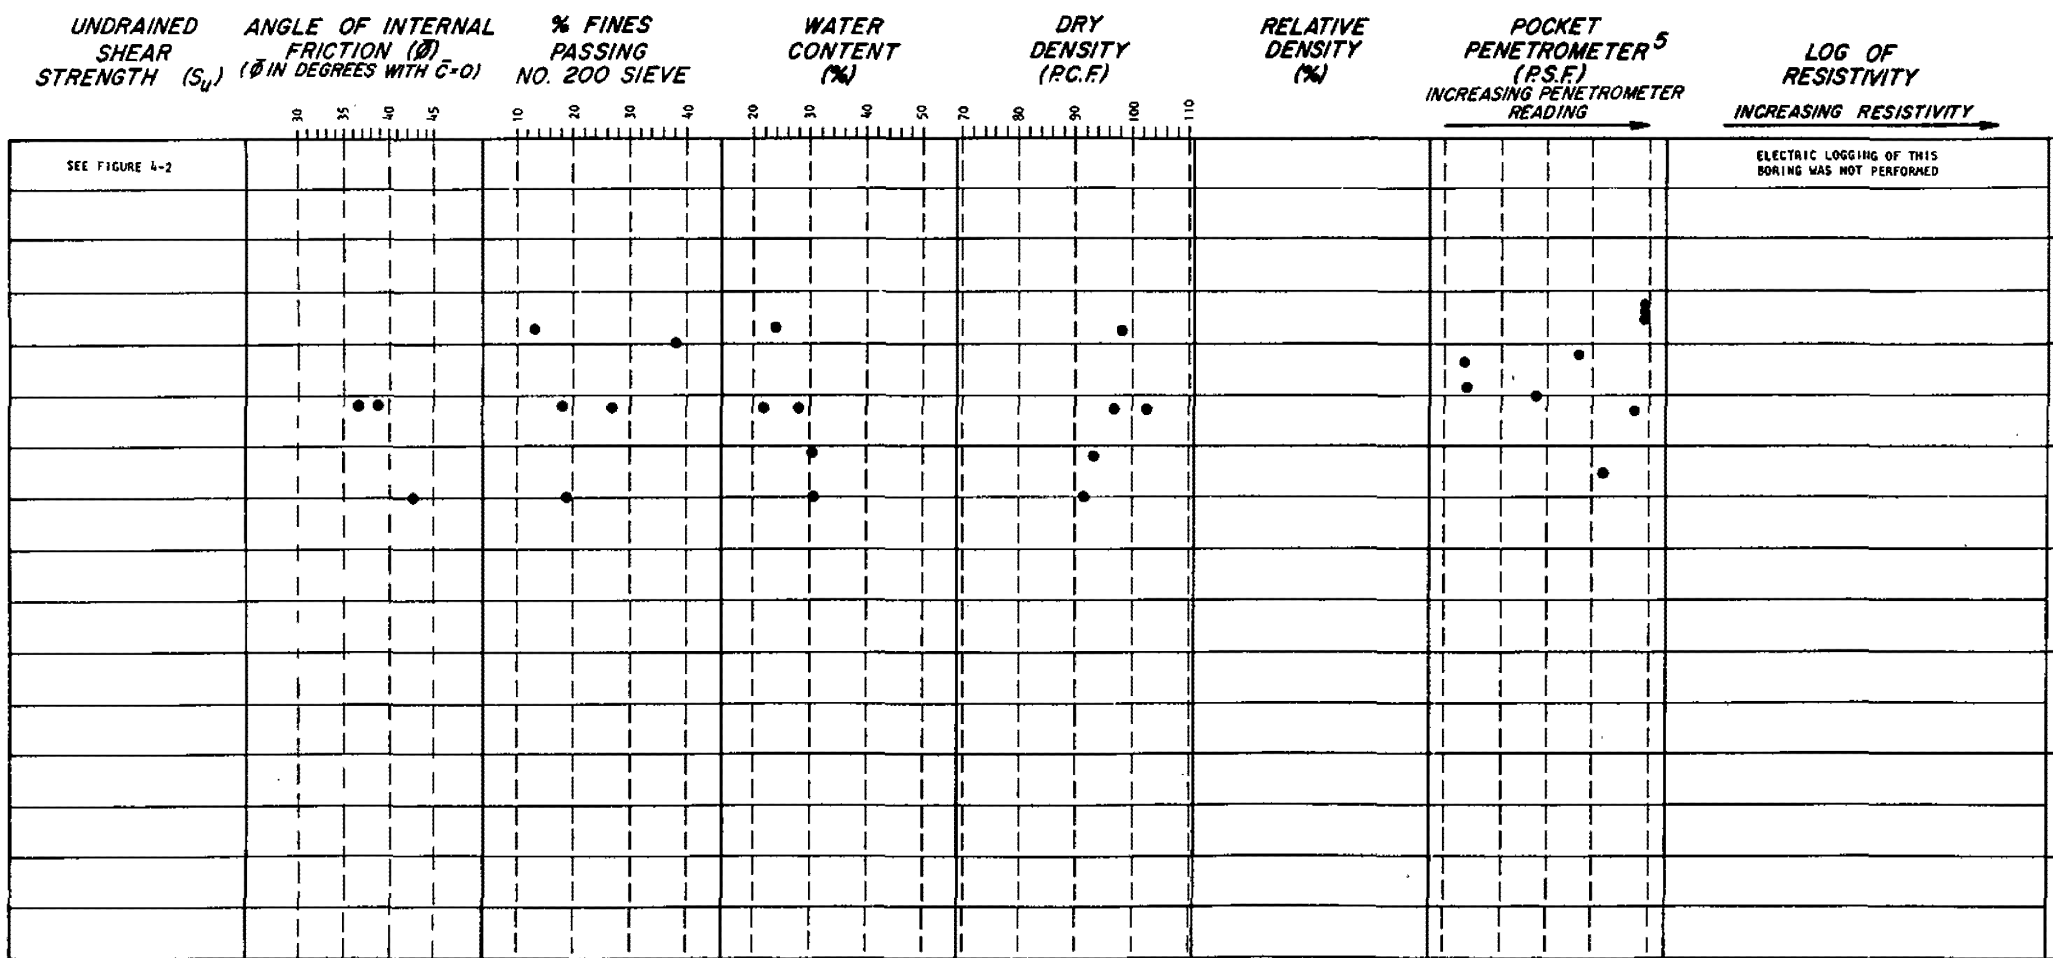 UNDRAINED
SHEAR
STRENGTH (Su)
ANGLE OF INTERNAL
FRICTION (Φ̄)
(Φ̄ IN DEGREES WITH C̄=0)
% FINES
PASSING
NO. 200 SIEVE
WATER
CONTENT
(%)
DRY
DENSITY
(P.C.F.)
RELATIVE
DENSITY
(%)
POCKET
PENETROMETER⁵
(P.S.F.)
INCREASING PENETROMETER
READING
LOG OF
RESISTIVITY
INCREASING RESISTIVITY
30 35 40 45
10 20 30 40
20 30 40 50
70 80 90 100 110
SEE FIGURE 4-2
ELECTRIC LOGGING OF THIS
BORING WAS NOT PERFORMED